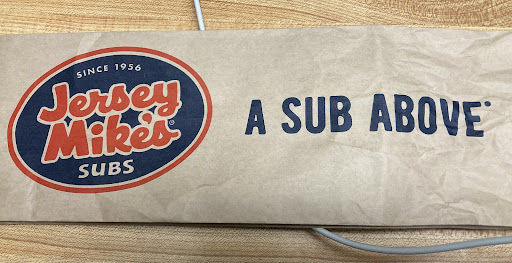 SINCE 1956
Jersey
Mike's®
SUBS
A SUB ABOVE®